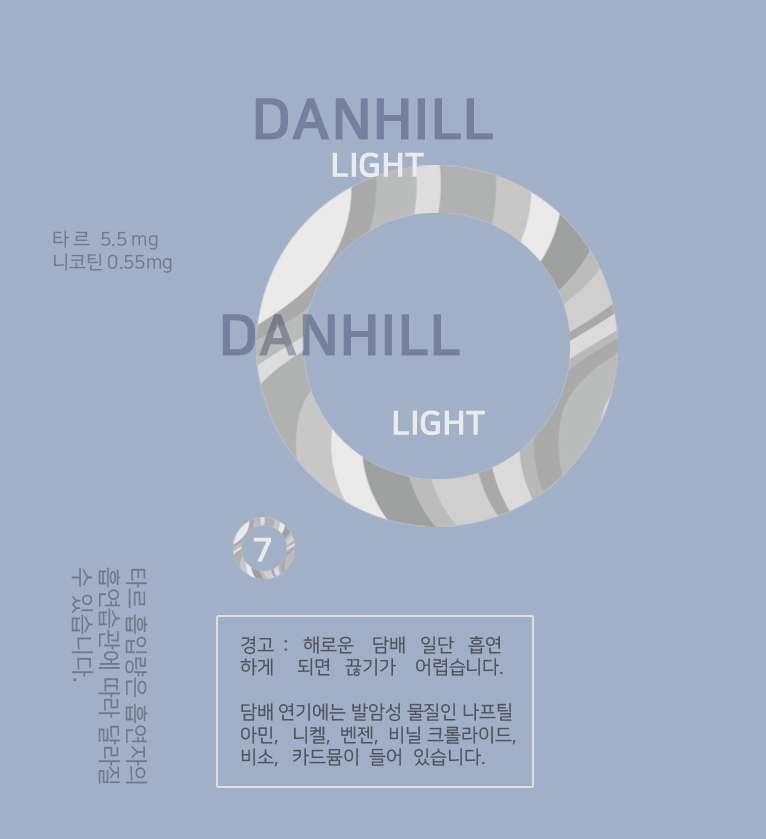 DANHILL
LIGHT
타르 5.5 mg
니코틴 0.55mg
DANHILL
LIGHT
7
타르 흡입량은 흡연자의
흡연습관에 따라 달라질
수 있습니다.
경고 : 해로운 담배 일단 흡연
하게 되면 끊기가 어렵습니다.
담배 연기에는 발암성 물질인 나프틸
아민, 니켈, 벤젠, 비닐 크롤라이드,
비소, 카드뮴이 들어 있습니다.